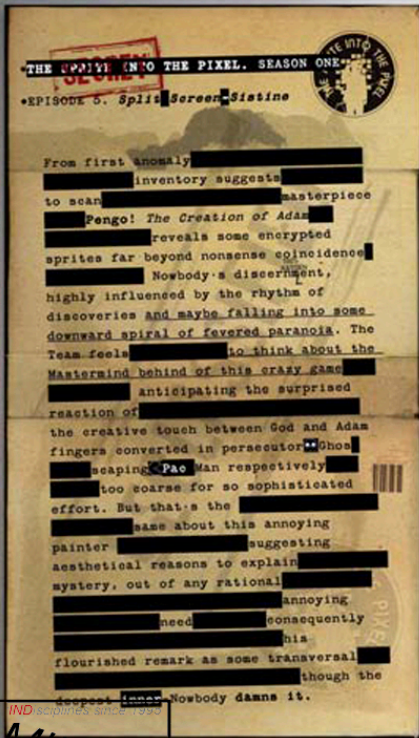 •THE SPRITE INTO THE PIXEL. SEASON ONE
SECRET
•EPISODE 5. Split Screen-Sistine
From first anomaly
inventory suggests
to scan masterpiece
Pengo! The Creation of Adam
reveals some encrypted
sprites far beyond nonsense coincidence
Nowbody·s discernment,
highly influenced by the rhythm of
discoveries and maybe falling into some
downward spiral of fevered paranoia. The
Team feels to think about the
Mastermind behind of this crazy game
anticipating the surprised
reaction of
the creative touch between God and Adam
fingers converted in persecutor Ghos
scaping Pac Man respectively
too coarse for so sophisticated
effort. But that·s the
same about this annoying
painter suggesting
aesthetical reasons to explain
mystery, out of any rational
annoying
need consequently
his
flourished remark as some transversal
though the
deepest inner Nowbody damns it.
INDisciplines since 1995